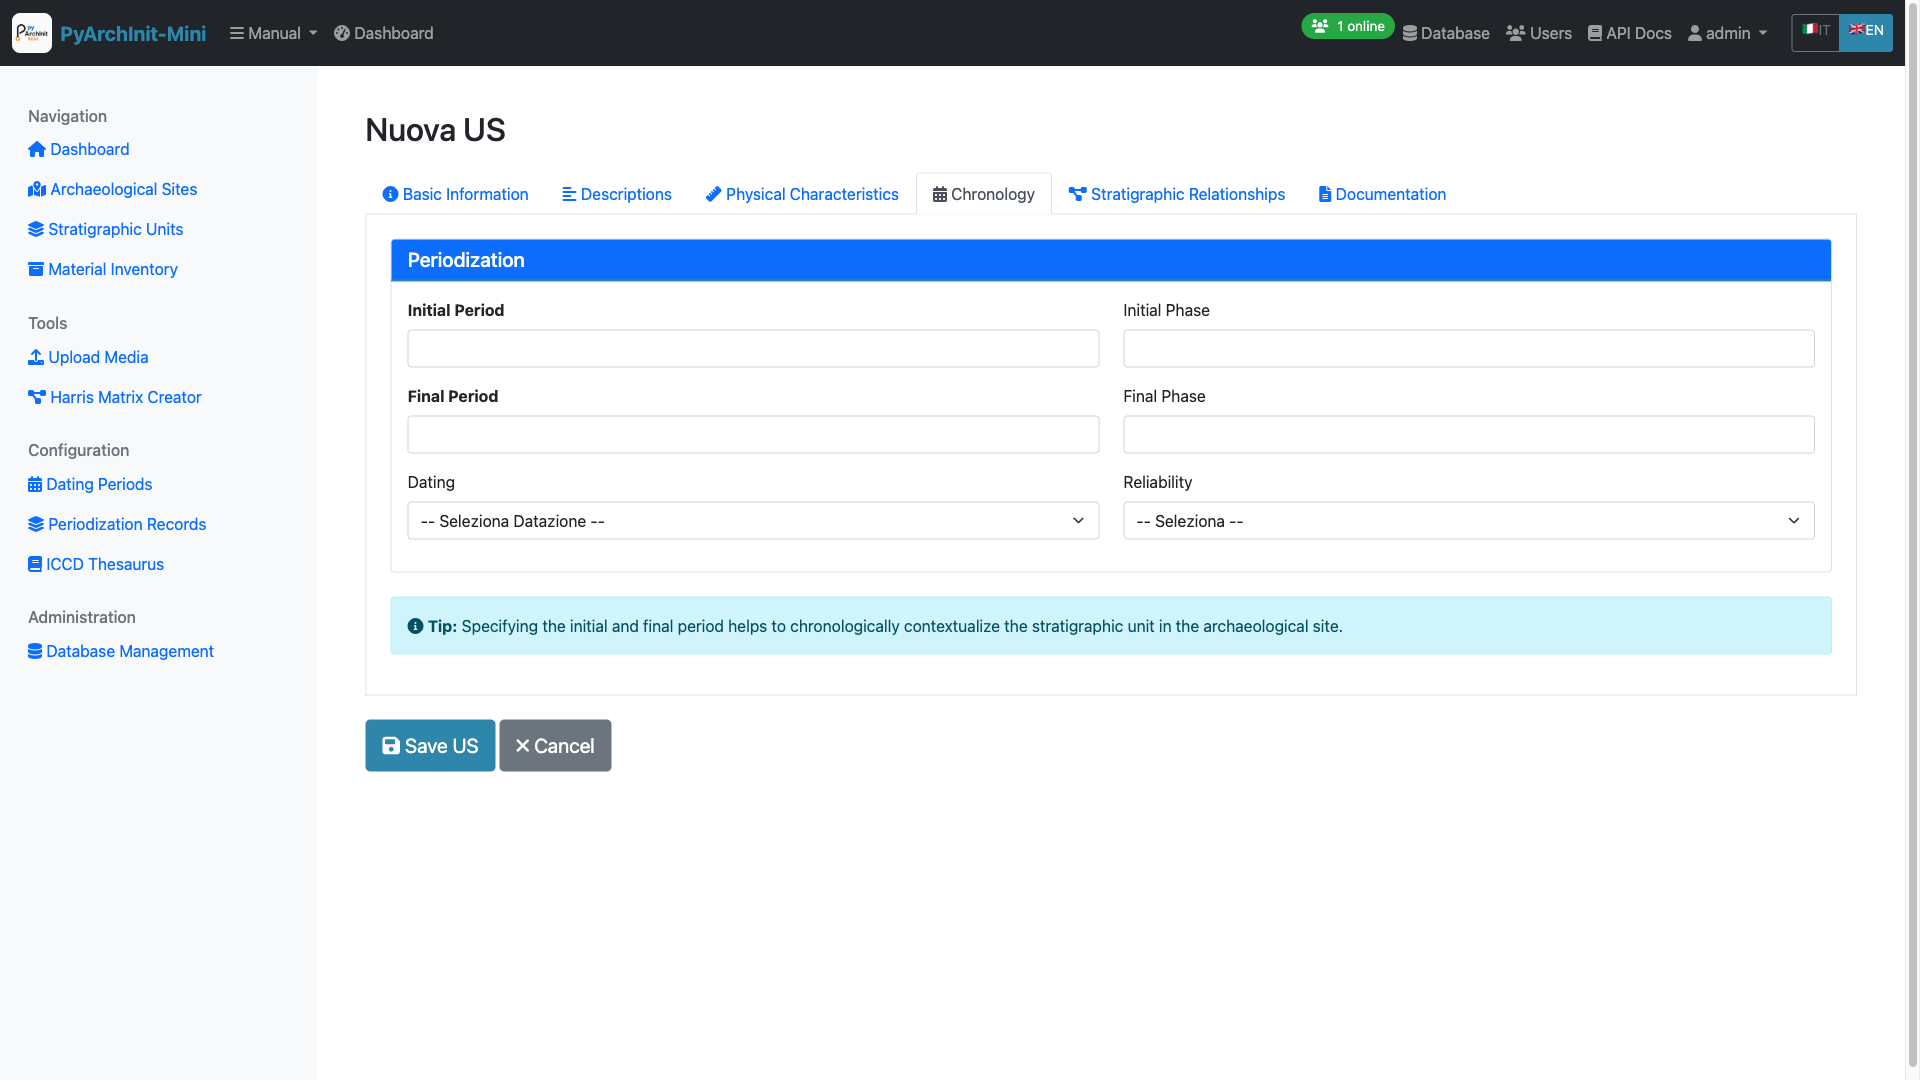 PyArchInit-Mini
Manual
Dashboard
1 online
Database
Users
API Docs
admin
IT
EN
Navigation
Dashboard
Archaeological Sites
Stratigraphic Units
Material Inventory
Tools
Upload Media
Harris Matrix Creator
Configuration
Dating Periods
Periodization Records
ICCD Thesaurus
Administration
Database Management
Nuova US
Basic Information
Descriptions
Physical Characteristics
Chronology
Stratigraphic Relationships
Documentation
Periodization
Initial Period
Initial Phase
Final Period
Final Phase
Dating
Reliability
-- Seleziona Datazione --
-- Seleziona --
Tip: Specifying the initial and final period helps to chronologically contextualize the stratigraphic unit in the archaeological site.
Save US
Cancel